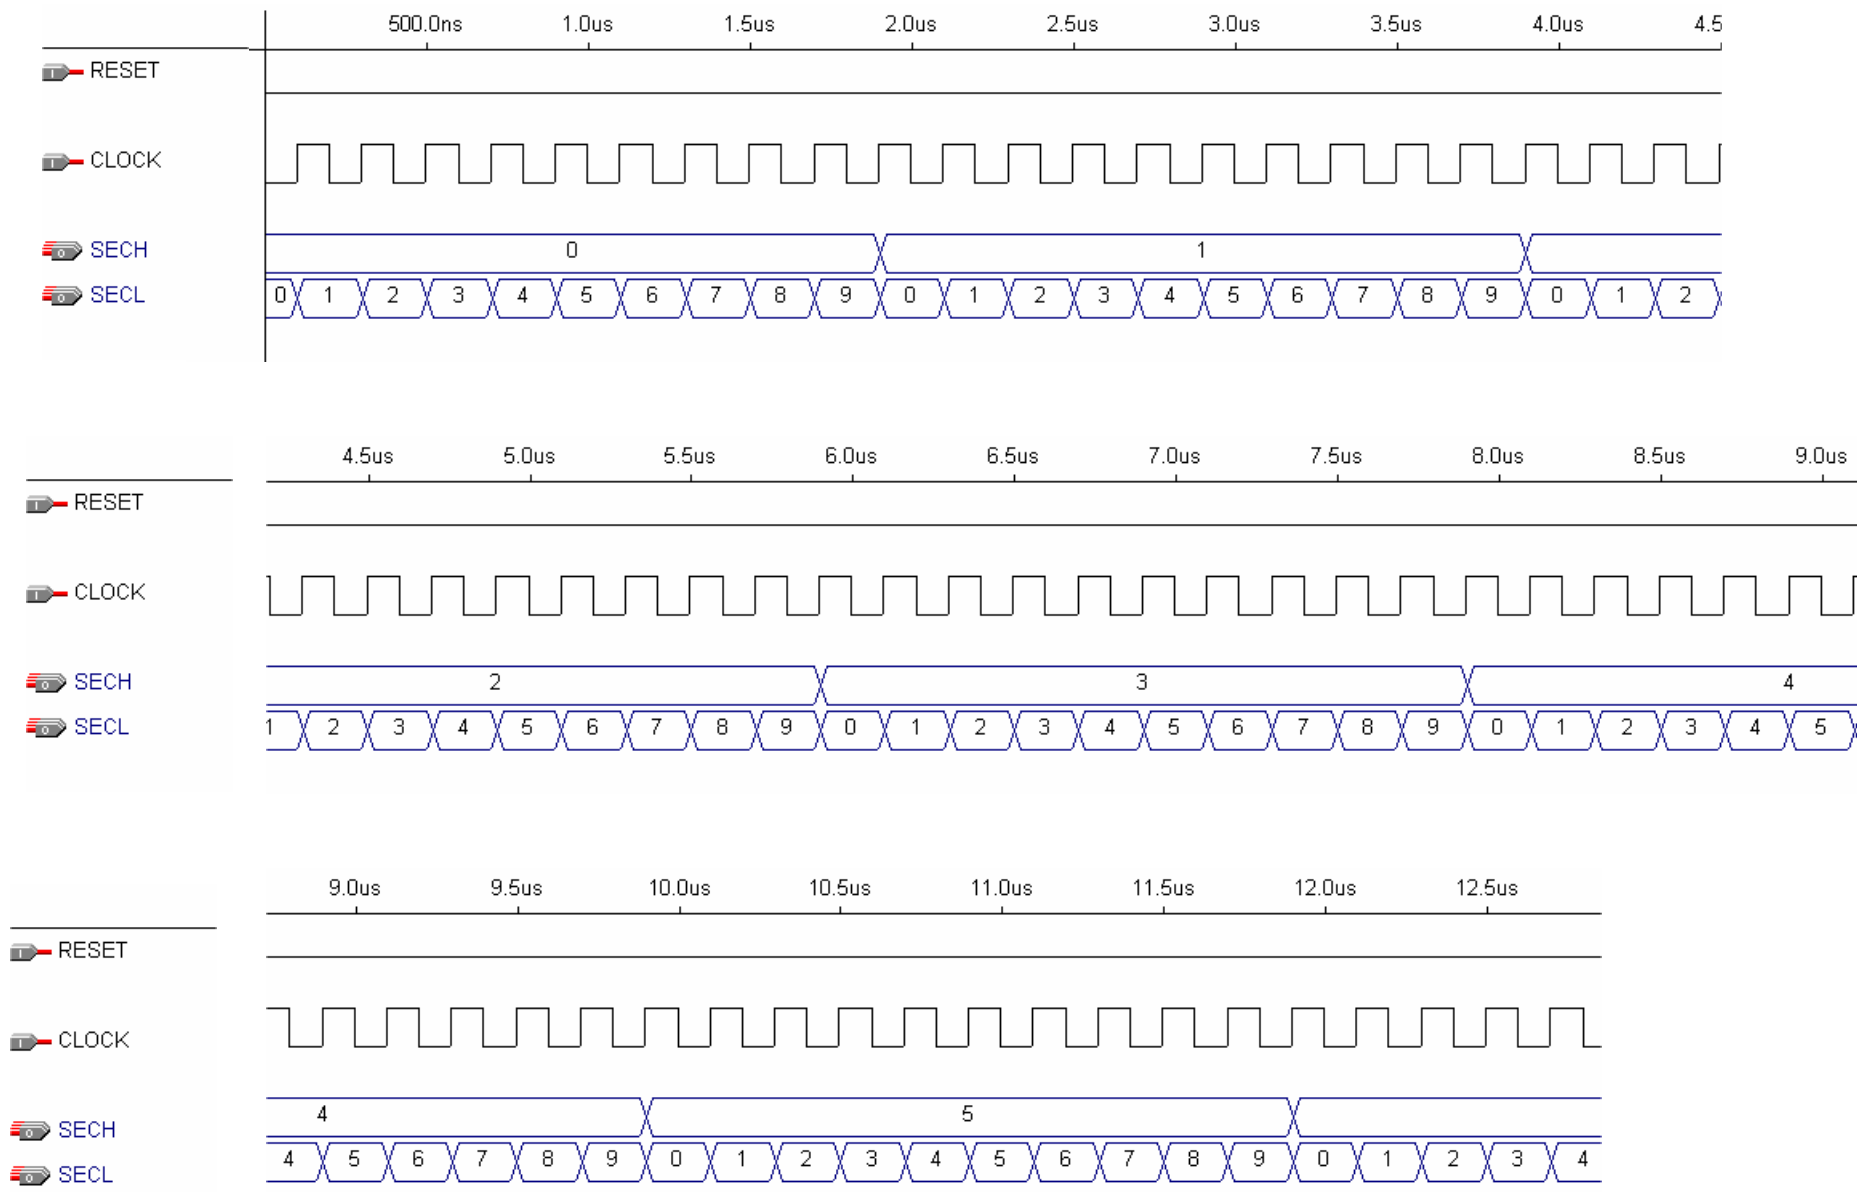 500.0ns 1.0us 1.5us 2.0us 2.5us 3.0us 3.5us 4.0us 4.5
RESET
CLOCK
SECH 0 1
SECL 0 1 2 3 4 5 6 7 8 9 0 1 2 3 4 5 6 7 8 9 0 1 2
4.5us 5.0us 5.5us 6.0us 6.5us 7.0us 7.5us 8.0us 8.5us 9.0us
RESET
CLOCK
SECH 2 3 4
SECL 1 2 3 4 5 6 7 8 9 0 1 2 3 4 5 6 7 8 9 0 1 2 3 4 5
9.0us 9.5us 10.0us 10.5us 11.0us 11.5us 12.0us 12.5us
RESET
CLOCK
SECH 4 5
SECL 4 5 6 7 8 9 0 1 2 3 4 5 6 7 8 9 0 1 2 3 4